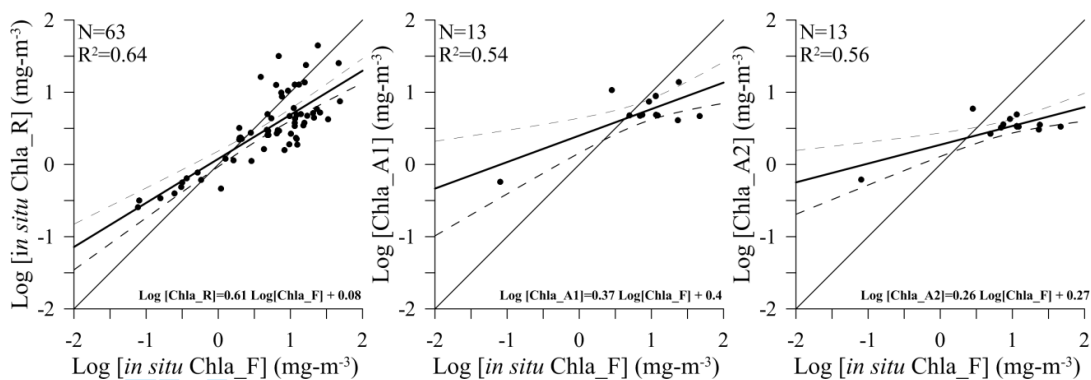 N=63
R²=0.64
Log [in situ Chla_R] (mg-m⁻³)
2
1
0
-1
-2
-2
-1
0
1
2
Log [Chla_R]=0.61 Log[Chla_F] + 0.08
Log [in situ Chla_F] (mg-m⁻³)
N=13
R²=0.54
Log [Chla_A1] (mg-m⁻³)
2
1
0
-1
-2
-2
-1
0
1
2
Log [Chla_A1]=0.37 Log[Chla_F] + 0.4
Log [in situ Chla_F] (mg-m⁻³)
N=13
R²=0.56
Log [Chla_A2] (mg-m⁻³)
2
1
0
-1
-2
-2
-1
0
1
2
Log [Chla_A2]=0.26 Log[Chla_F] + 0.27
Log [in situ Chla_F] (mg-m⁻³)